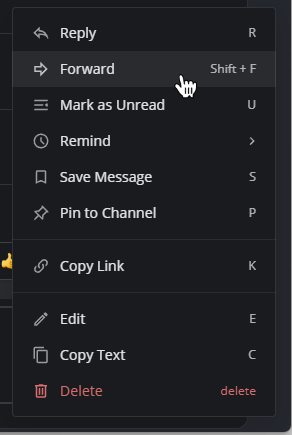 Reply R
Forward Shift + F
Mark as Unread U
Remind
Save Message S
Pin to Channel P
Copy Link K
Edit E
Copy Text C
Delete delete